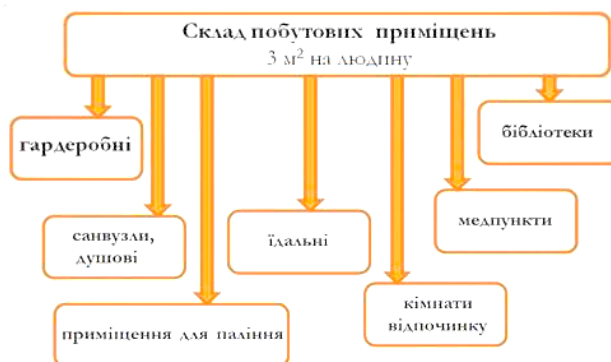 Склад побутових приміщень
3 м² на людину
гардеробні
бібліотеки
санвузли,
душові
їдальні
медпункти
приміщення для паління
кімнати
відпочинку